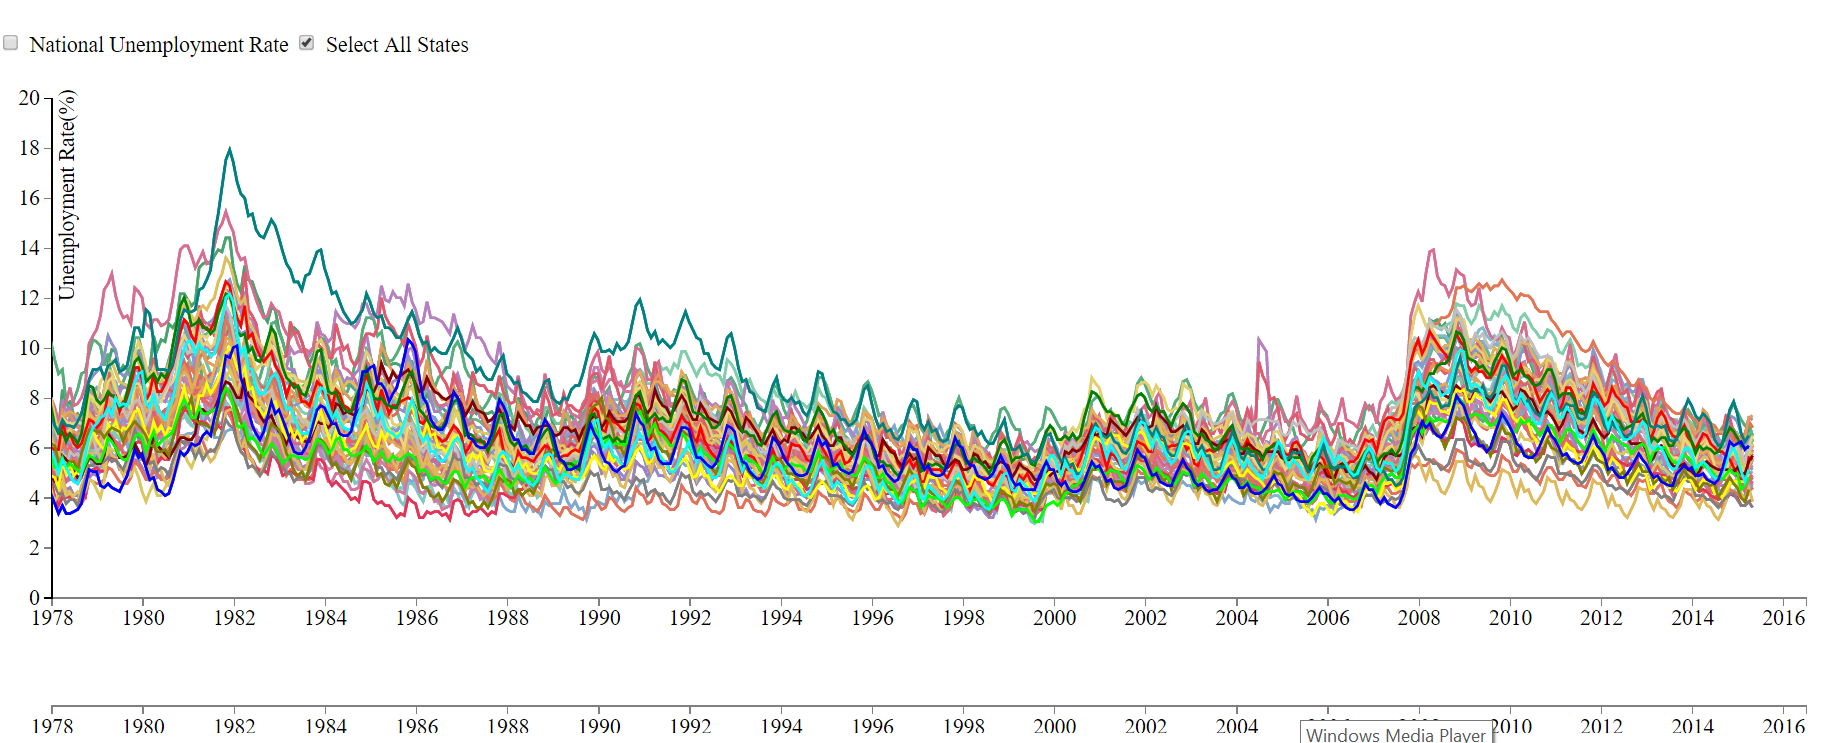 National Unemployment Rate Select All States
20
Unemployment Rate(%)
18
16
14
12
10
8
6
4
2
0
1978 1980 1982 1984 1986 1988 1990 1992 1994 1996 1998 2000 2002 2004 2006 2008 2010 2012 2014 2016
1978 1980 1982 1984 1986 1988 1990 1992 1994 1996 1998 2000 2002 2004 2010 2012 2014 2016
Windows Media Player